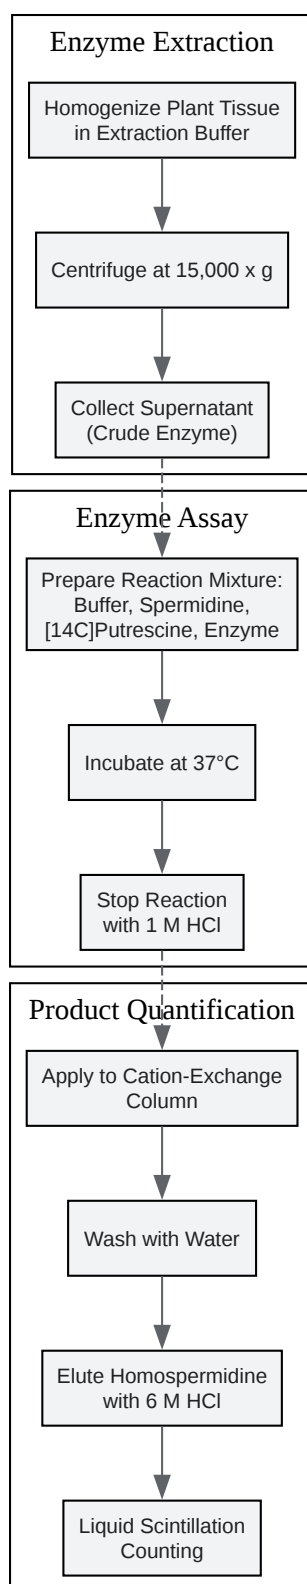 Enzyme Extraction
Homogenize Plant Tissue
in Extraction Buffer
Centrifuge at 15,000 x g
Collect Supernatant
(Crude Enzyme)
Enzyme Assay
Prepare Reaction Mixture:
Buffer, Spermidine,
[14C]Putrescine, Enzyme
Incubate at 37°C
Stop Reaction
with 1 M HCl
Product Quantification
Apply to Cation-Exchange
Column
Wash with Water
Elute Homospermidine
with 6 M HCl
Liquid Scintillation
Counting